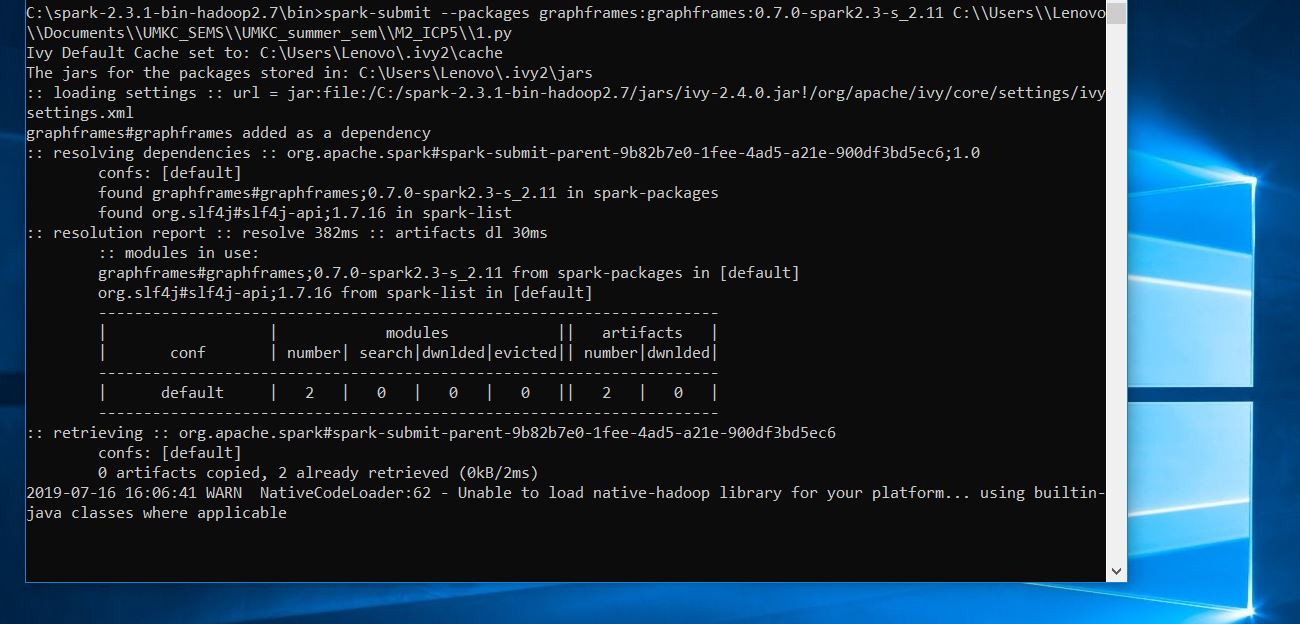 C:\spark-2.3.1-bin-hadoop2.7\bin>spark-submit --packages graphframes:graphframes:0.7.0-spark2.3-s_2.11 C:\\Users\\Lenovo
\\Documents\\UMKC_SEMS\\UMKC_summer_sem\\M2_ICP5\\1.py
Ivy Default Cache set to: C:\Users\Lenovo\.ivy2\cache
The jars for the packages stored in: C:\Users\Lenovo\.ivy2\jars
:: loading settings :: url = jar:file:/C:/spark-2.3.1-bin-hadoop2.7/jars/ivy-2.4.0.jar!/org/apache/ivy/core/settings/ivy
settings.xml
graphframes#graphframes added as a dependency
:: resolving dependencies :: org.apache.spark#spark-submit-parent-9b82b7e0-1fee-4ad5-a21e-900df3bd5ec6;1.0
        confs: [default]
        found graphframes#graphframes;0.7.0-spark2.3-s_2.11 in spark-packages
        found org.slf4j#slf4j-api;1.7.16 in spark-list
:: resolution report :: resolve 382ms :: artifacts dl 30ms
        :: modules in use:
        graphframes#graphframes;0.7.0-spark2.3-s_2.11 from spark-packages in [default]
        org.slf4j#slf4j-api;1.7.16 from spark-list in [default]
        ---------------------------------------------------------------------
        |                  |            modules            ||   artifacts   |
        |       conf       | number| search|dwnlded|evicted|| number|dwnlded|
        ---------------------------------------------------------------------
        |      default     |   2   |   0   |   0   |   0   ||   2   |   0   |
        ---------------------------------------------------------------------
:: retrieving :: org.apache.spark#spark-submit-parent-9b82b7e0-1fee-4ad5-a21e-900df3bd5ec6
        confs: [default]
        0 artifacts copied, 2 already retrieved (0kB/2ms)
2019-07-16 16:06:41 WARN  NativeCodeLoader:62 - Unable to load native-hadoop library for your platform... using builtin-
java classes where applicable